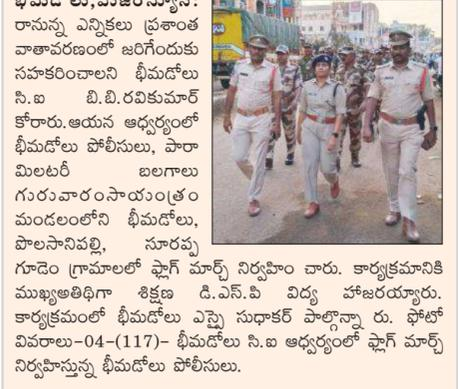 భీమడోలు,మేజర్‌న్యూస్:
రానున్న ఎన్నికలు ప్రశాంత
వాతావరణంలో జరిగేందుకు
సహకరించాలని భీమడోలు
సి.ఐ బి.బి.రవికుమార్
కోరారు.ఆయన ఆధ్వర్యంలో
భీమడోలు పోలీసులు, పారా
మిలటరీ బలగాలు
గురువారంసాయంత్రం
మండలంలోని భీమడోలు,
పొలసానిపల్లి, సూరప్ప
గూడెం గ్రామాలలో ఫ్లాగ్ మార్చ్ నిర్వహిం చారు. కార్యక్రమానికి
ముఖ్యఅతిథిగా శిక్షణ డి.ఎస్.పి విద్య హాజరయ్యారు.
కార్యక్రమంలో భీమడోలు ఎస్సై సుధాకర్ పాల్గొన్నా రు. ఫోటో
వివరాలు-04-(117)- భీమడోలు సి.ఐ ఆధ్వర్యంలో ఫ్లాగ్ మార్చ్
నిర్వహిస్తున్న భీమడోలు పోలీసులు.